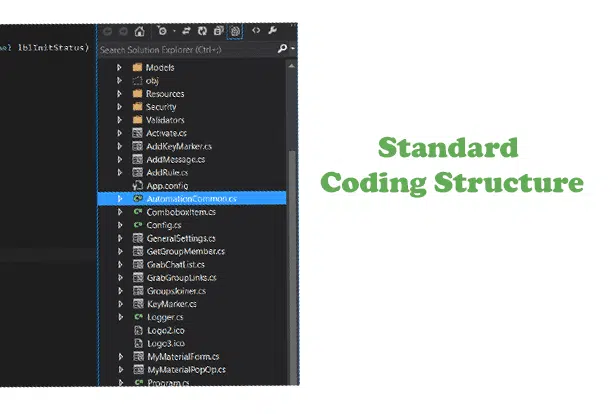 el lblInitStatus)
Search Solution Explorer (Ctrl+;)
Models
obj
Resources
Security
Validators
Activate.cs
AddKeyMarker.cs
AddMessage.cs
AddRule.cs
App.config
AutomationCommon.cs
ComboboxItem.cs
Config.cs
GeneralSettings.cs
GetGroupMember.cs
GrabChatList.cs
GrabGroupLinks.cs
GroupsJoiner.cs
KeyMarker.cs
Logger.cs
Logo2.ico
Logo3.ico
MyMaterialForm.cs
MyMaterialPopOp.cs
Program.cs
Standard
Coding Structure